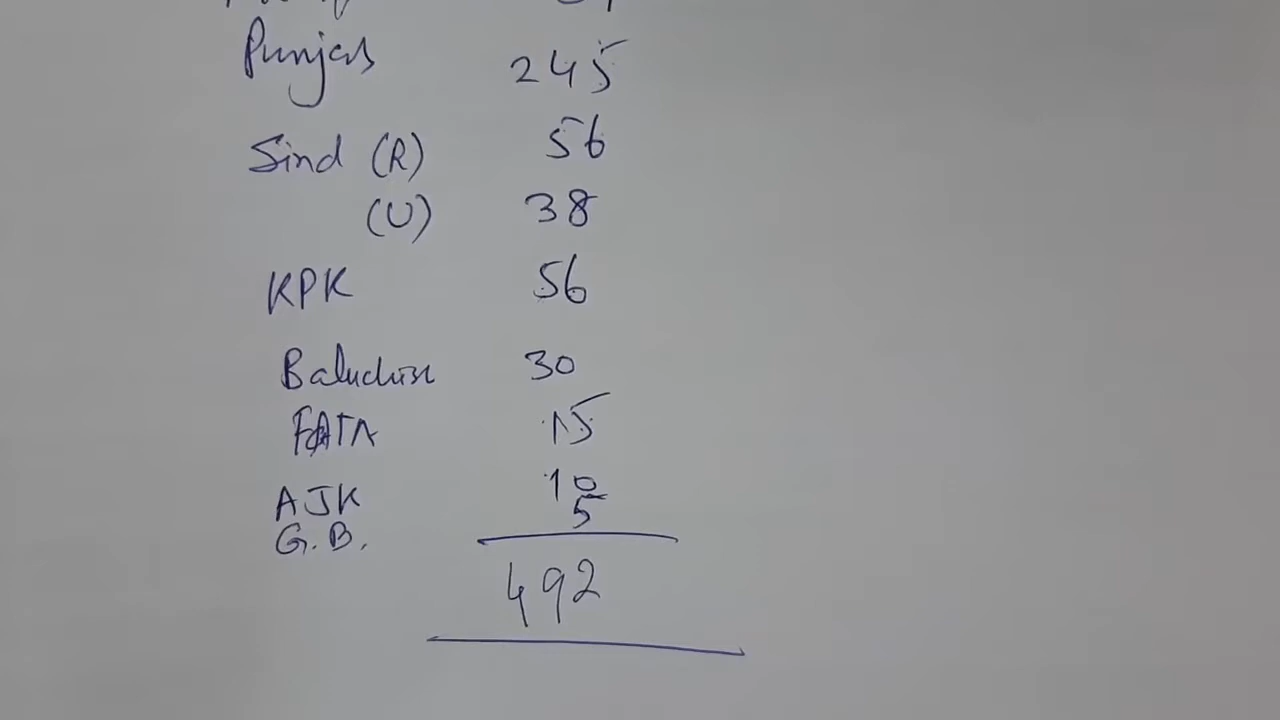 Punjab 245
Sind (R) 56
(U) 38
KPK 56
Baluchis 30
FATA 15
AJK 10
G.B. 5
492